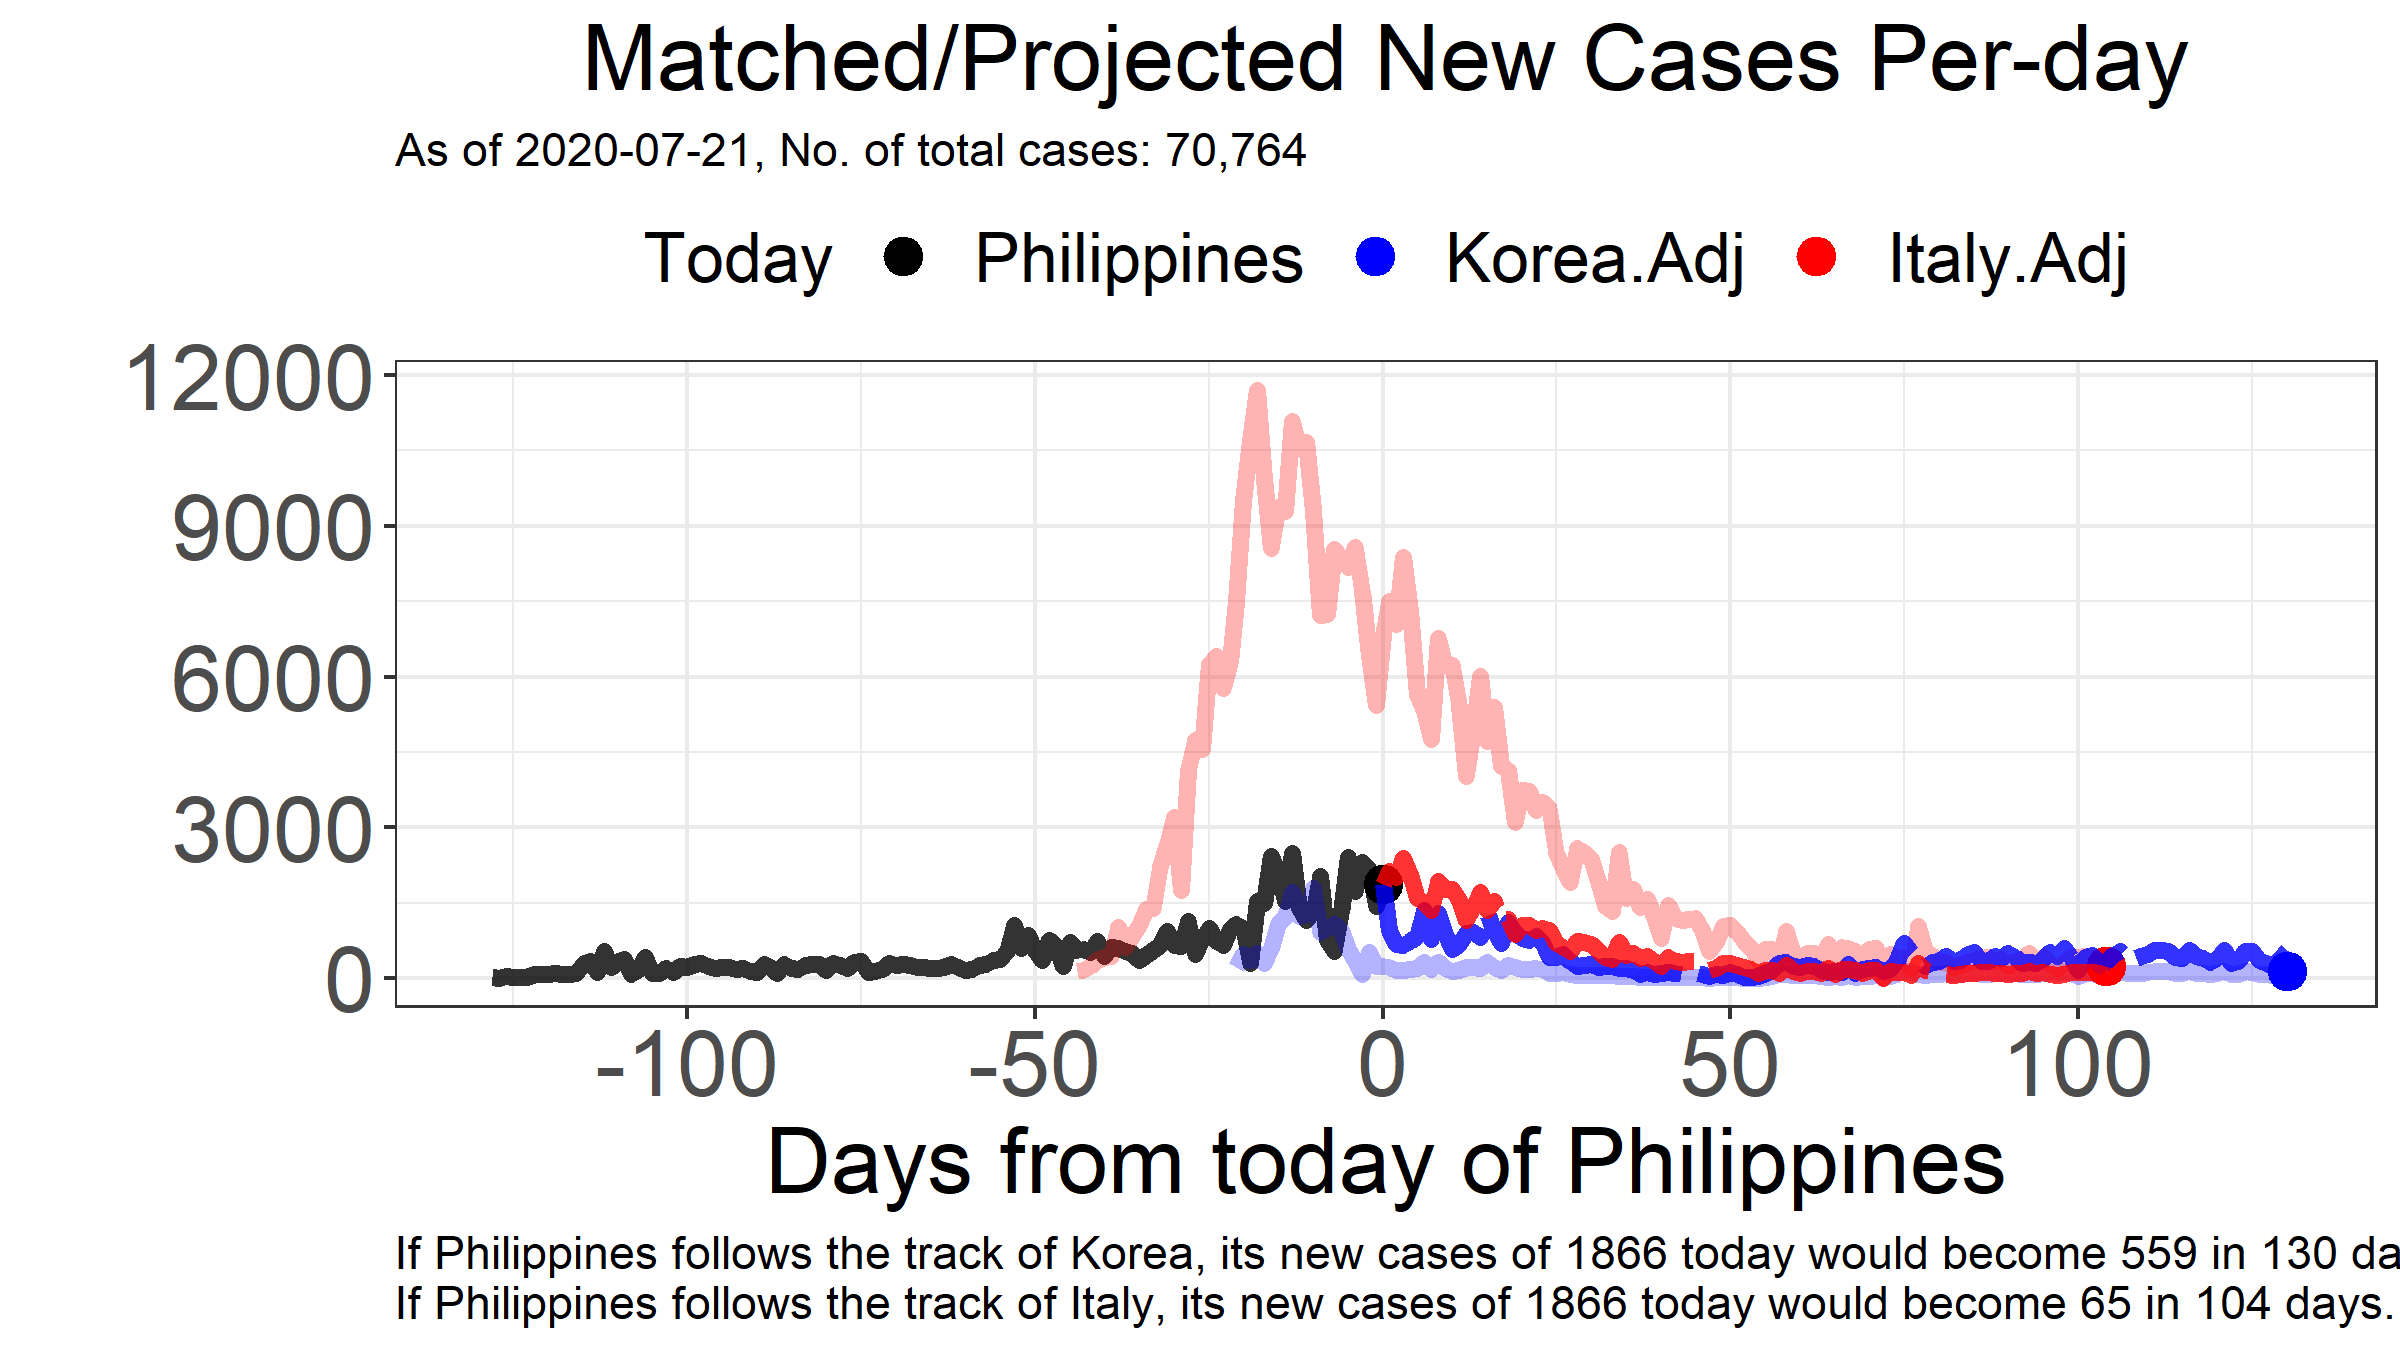 Matched/Projected New Cases Per-day
As of 2020-07-21, No. of total cases: 70,764
Today Philippines Korea.Adj Italy.Adj
12000
9000
6000
3000
0
-100 -50 0 50 100
Days from today of Philippines
If Philippines follows the track of Korea, its new cases of 1866 today would become 559 in 130 da
If Philippines follows the track of Italy, its new cases of 1866 today would become 65 in 104 days.